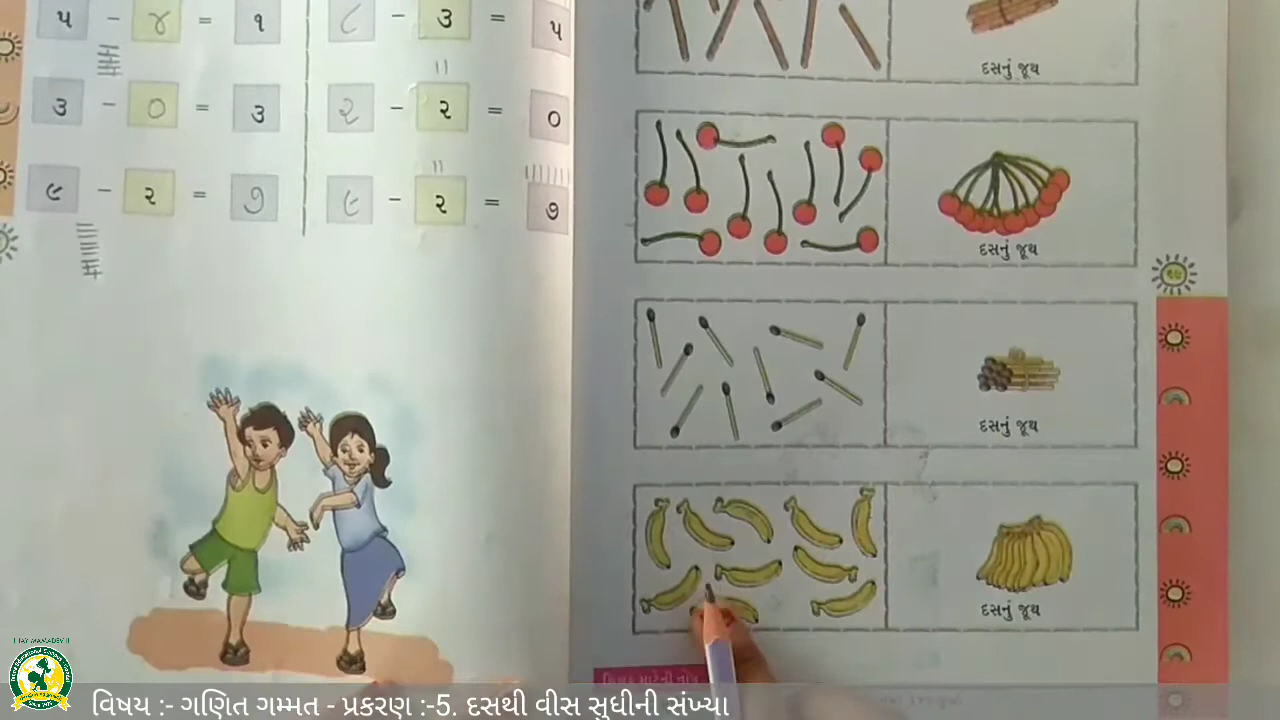 ૫ - ૪ = ૧
૮ - ૩ = ૫
૩ - ૦ = ૩
૨ - ૨ = ૦
૯ - ૨ = ૭
૯ - ૨ = ૭
દસનું જૂથ
દસનું જૂથ
દસનું જૂથ
દસનું જૂથ
વિષય :- ગણિત ગમ્મત - પ્રકરણ :-5. દસથી વીસ સુધીની સંખ્યા